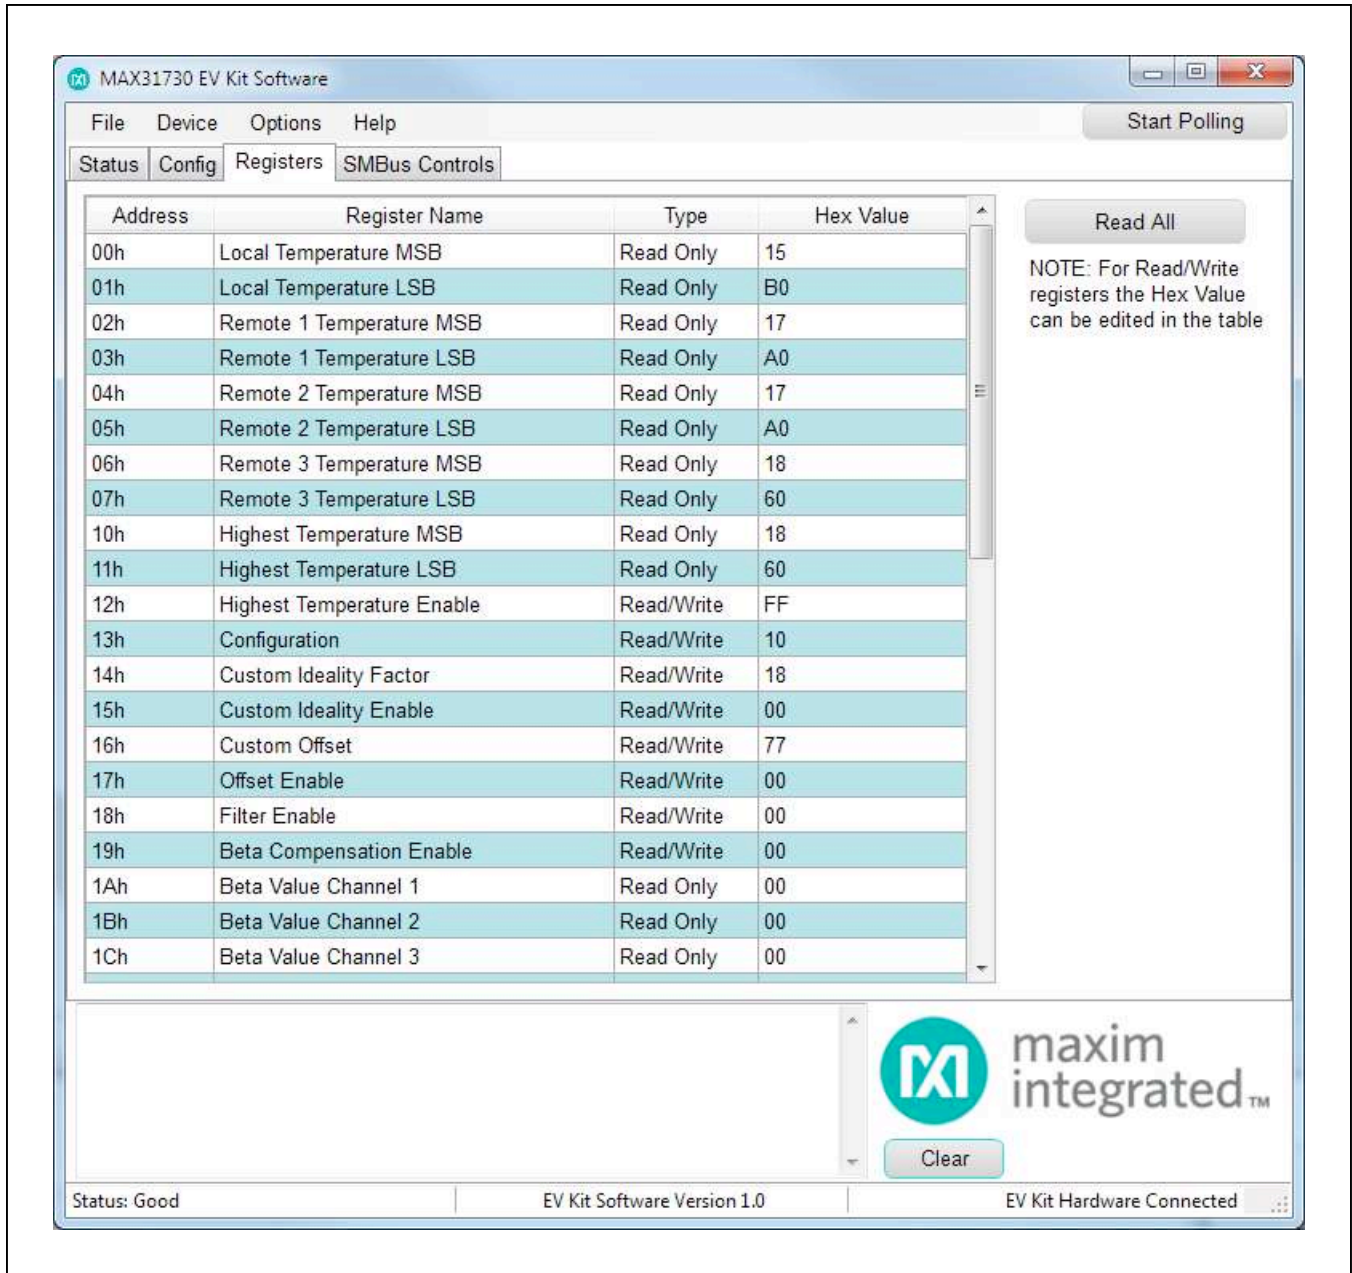 MAX31730 EV Kit Software
File Device Options Help Start Polling
Status Config Registers SMBus Controls
Address Register Name Type Hex Value
Read All
NOTE: For Read/Write
registers the Hex Value
can be edited in the table
00h Local Temperature MSB Read Only 15
01h Local Temperature LSB Read Only B0
02h Remote 1 Temperature MSB Read Only 17
03h Remote 1 Temperature LSB Read Only A0
04h Remote 2 Temperature MSB Read Only 17
05h Remote 2 Temperature LSB Read Only A0
06h Remote 3 Temperature MSB Read Only 18
07h Remote 3 Temperature LSB Read Only 60
10h Highest Temperature MSB Read Only 18
11h Highest Temperature LSB Read Only 60
12h Highest Temperature Enable Read/Write FF
13h Configuration Read/Write 10
14h Custom Ideality Factor Read/Write 18
15h Custom Ideality Enable Read/Write 00
16h Custom Offset Read/Write 77
17h Offset Enable Read/Write 00
18h Filter Enable Read/Write 00
19h Beta Compensation Enable Read/Write 00
1Ah Beta Value Channel 1 Read Only 00
1Bh Beta Value Channel 2 Read Only 00
1Ch Beta Value Channel 3 Read Only 00
maxim
integrated™
Clear
Status: Good EV Kit Software Version 1.0 EV Kit Hardware Connected